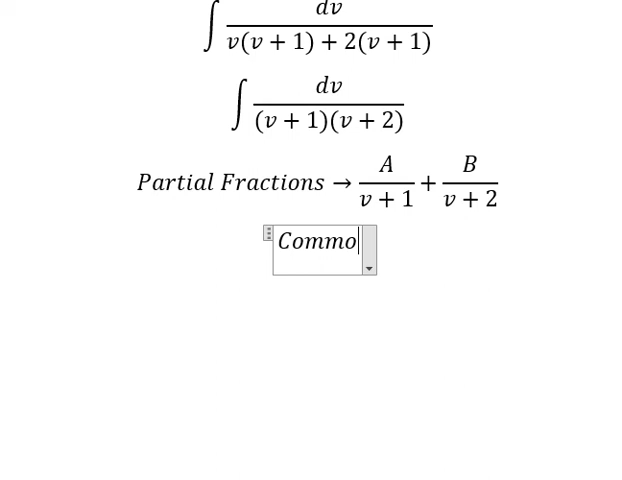 ∫ dv / (v(v + 1) + 2(v + 1))
∫ dv / ((v + 1)(v + 2))
Partial Fractions → A / (v + 1) + B / (v + 2)
Commo